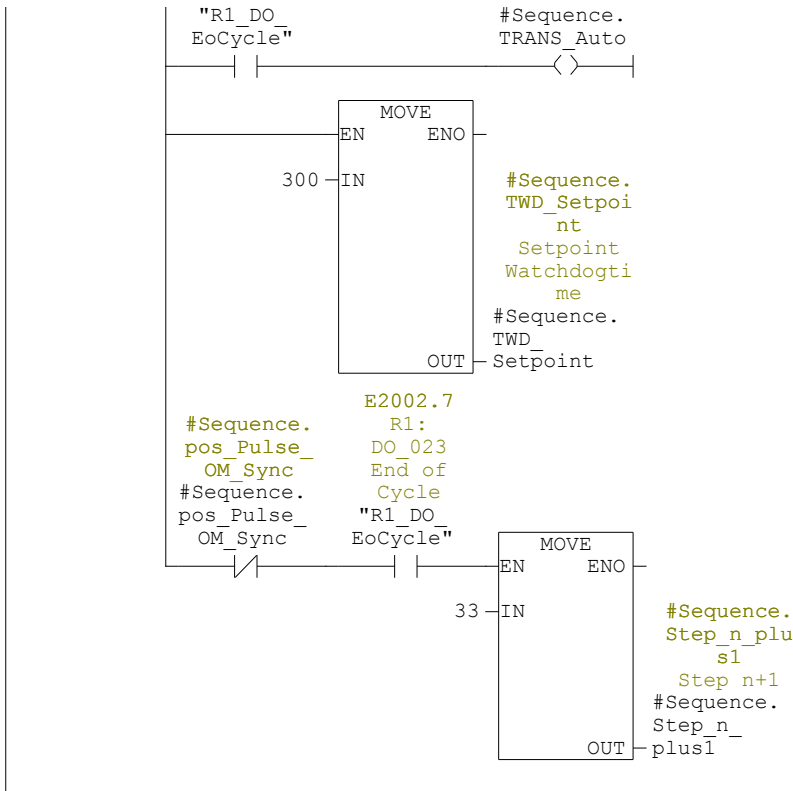 "R1_DO_
EoCycle"
#Sequence.
TRANS_Auto
MOVE
EN
ENO
300
IN
#Sequence.
TWD_Setpoi
nt
Setpoint
Watchdogti
me
#Sequence.
TWD_
OUT
Setpoint
#Sequence.
pos_Pulse_
OM_Sync
#Sequence.
pos_Pulse_
OM_Sync
E2002.7
R1:
DO_023
End of
Cycle
"R1_DO_
EoCycle"
MOVE
EN
ENO
33
IN
#Sequence.
Step_n_plu
s1
Step n+1
#Sequence.
Step_n_
OUT
plus1